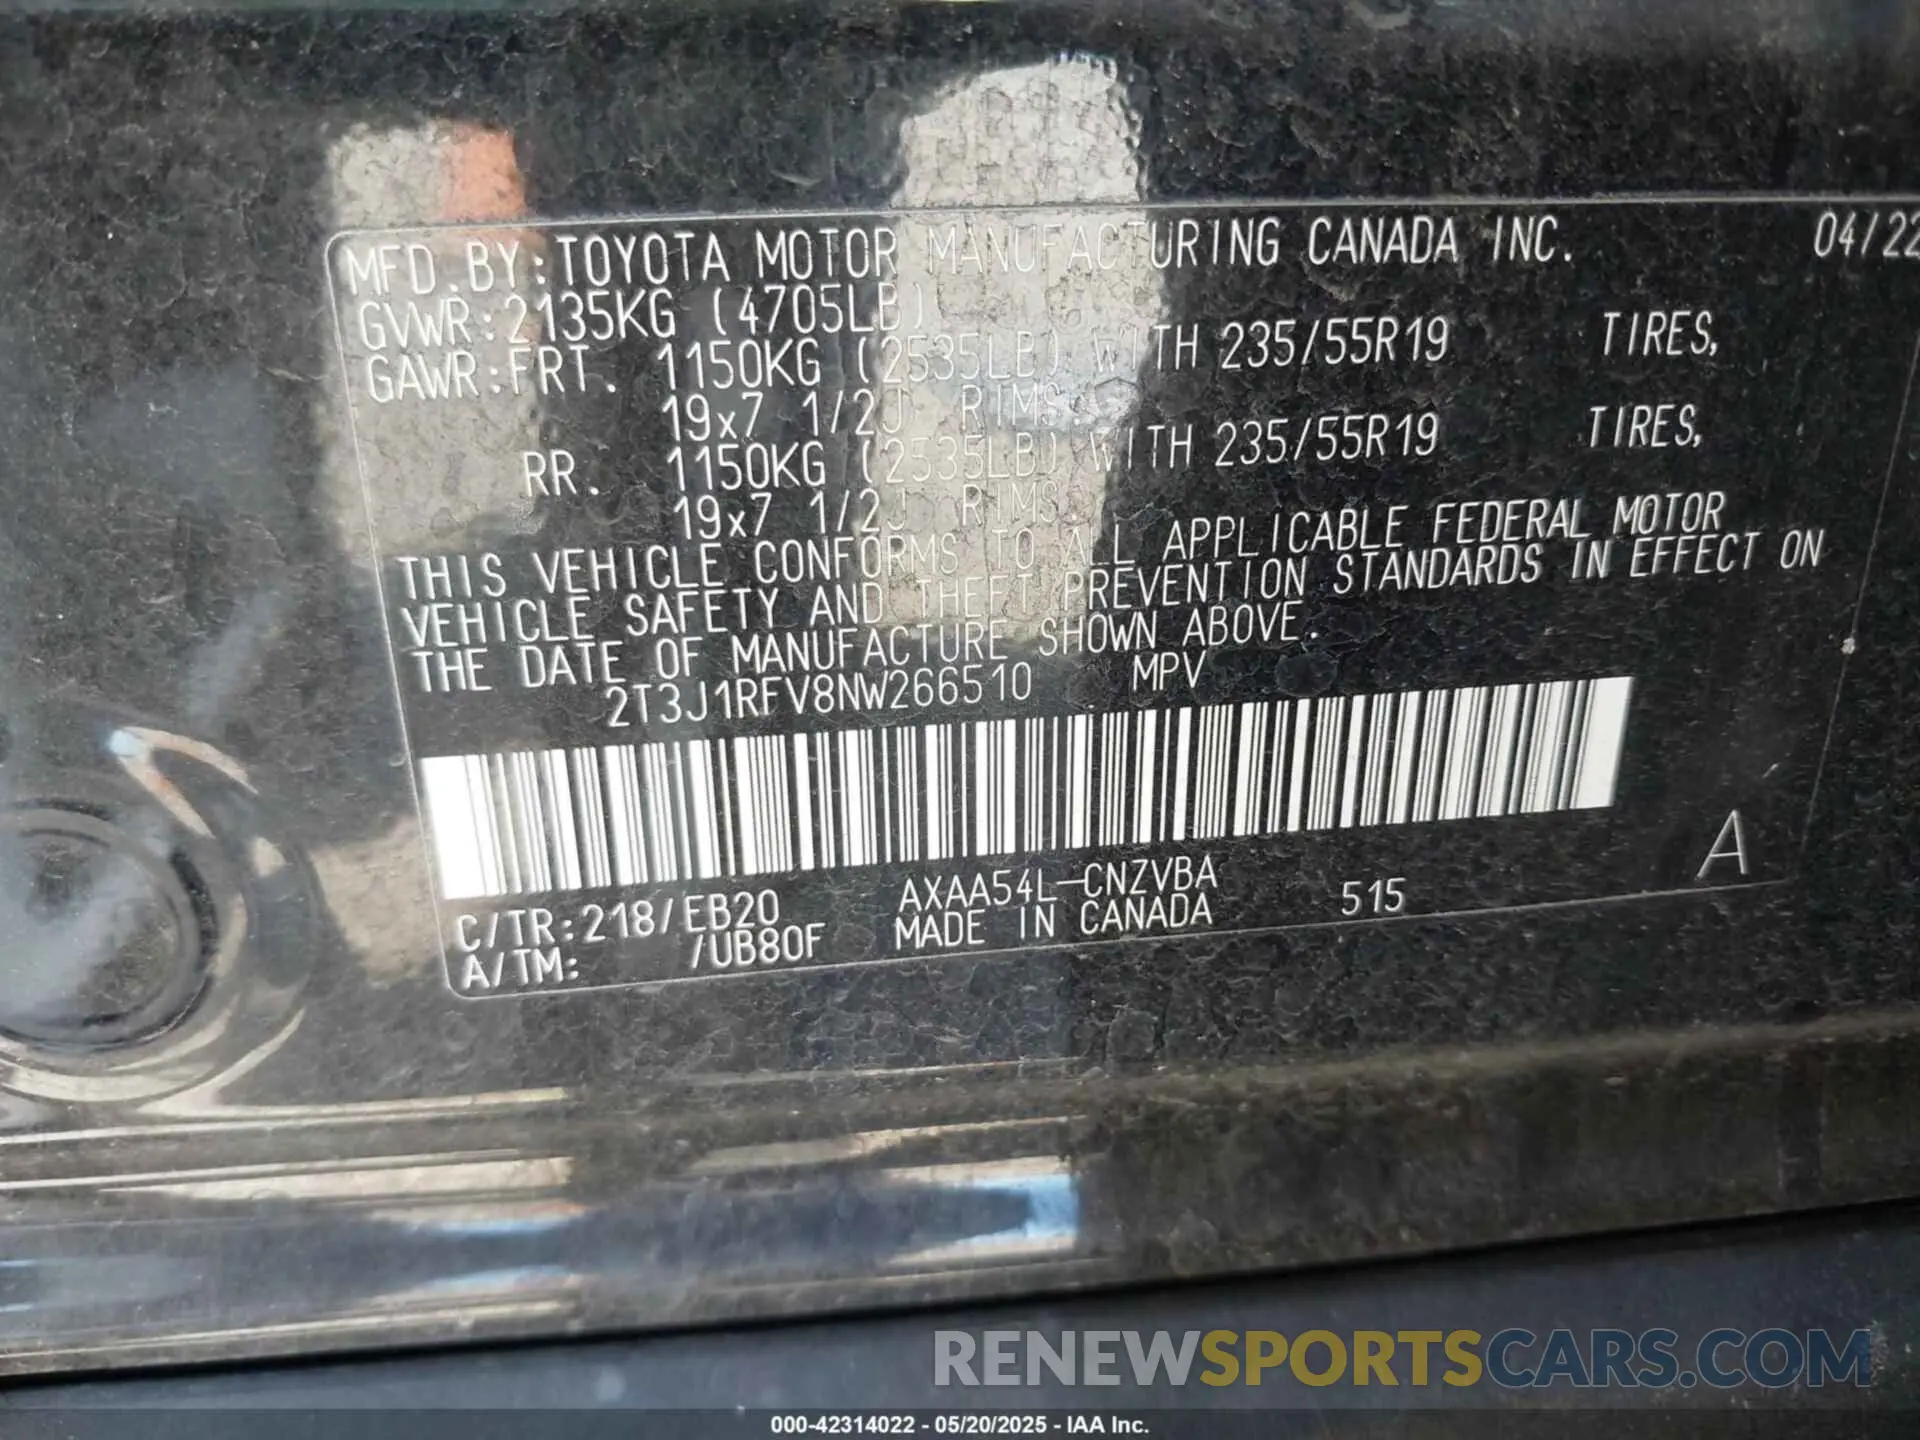 MFD.BY:TOYOTA MOTOR MANUFACTURING CANADA INC. 04/22
GVWR:2135KG (4705LB)
GAWR:FRT. 1150KG (2535LB) WITH 235/55R19 TIRES,
19x7 1/2J RIMS.
RR. 1150KG (2535LB) WITH 235/55R19 TIRES,
19x7 1/2J RIMS.
THIS VEHICLE CONFORMS TO ALL APPLICABLE FEDERAL MOTOR
VEHICLE SAFETY AND THEFT PREVENTION STANDARDS IN EFFECT ON
THE DATE OF MANUFACTURE SHOWN ABOVE.
2T3J1RFV8NW266510 MPV
A
C/TR:218/EB20 AXAA54L-CNZVBA 515
A/TM: /UB80F MADE IN CANADA
RENEWSPORTSCARS.COM
000-42314022 - 05/20/2025 - IAA Inc.